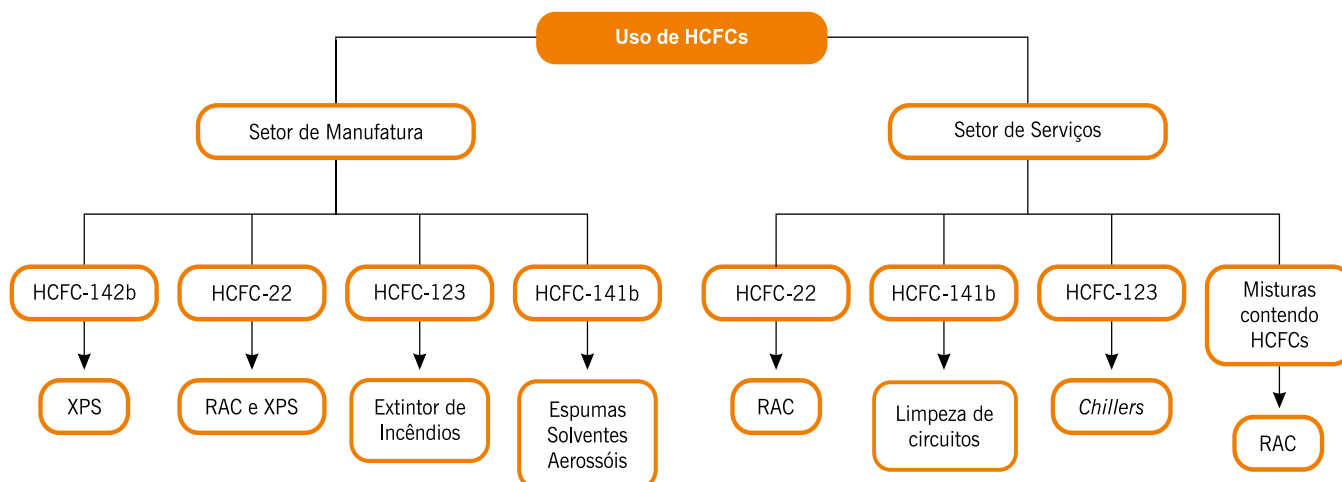 Uso de HCFCs
Setor de Manufatura
Setor de Serviços
HCFC-142b
HCFC-22
HCFC-123
HCFC-141b
HCFC-22
HCFC-141b
HCFC-123
Misturas
contendo
HCFCs
XPS
RAC e XPS
Extintor de
Incêndios
Espumas
Solventes
Aerossóis
RAC
Limpeza de
circuitos
Chillers
RAC